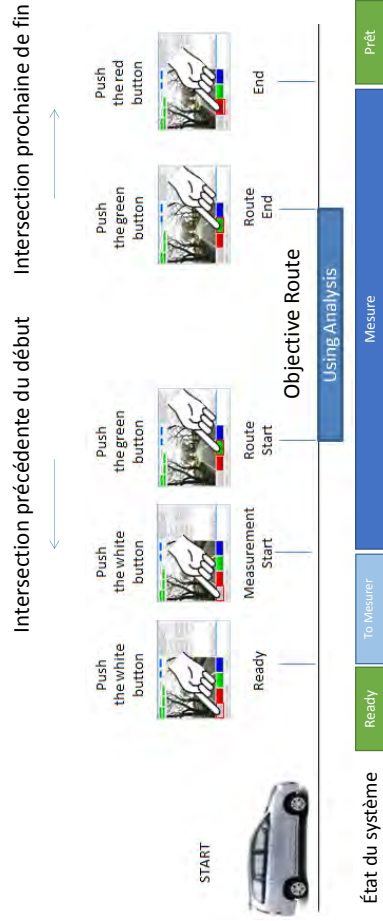 Intersection précédente du début
Intersection prochaine de fin
START
Push
the white
button
Push
the white
button
Push
the green
button
Push
the green
button
Push
the red
button
Ready
Measurement
Start
Route
Start
Route
End
End
Objective Route
Using Analysis
État du système
Ready
To Mesurer
Mesure
Prêt